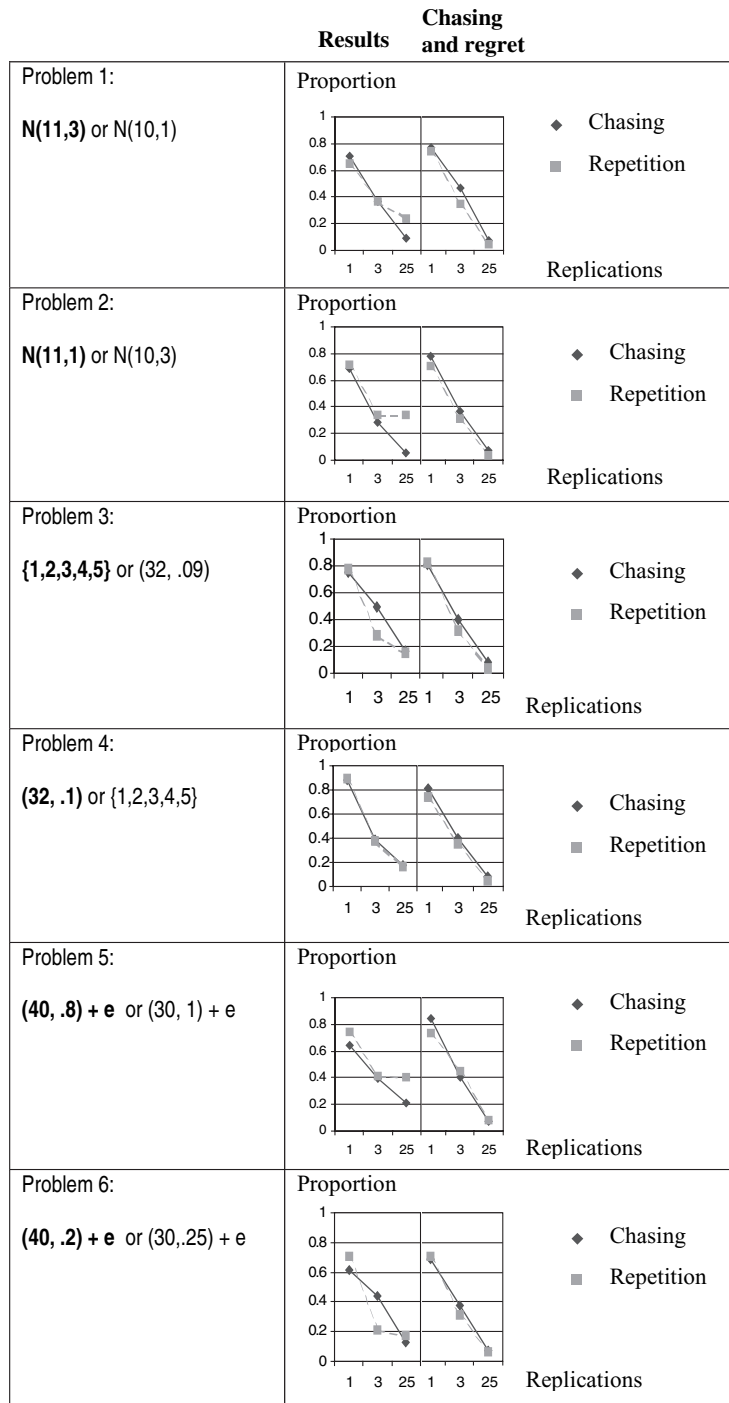 Results
Chasing
and regret
Problem 1:
N(11,3) or N(10,1)
Proportion
1
0.8
0.6
0.4
0.2
0
1 3 25 1 3 25
Chasing
Repetition
Replications
Problem 2:
N(11,1) or N(10,3)
Proportion
1
0.8
0.6
0.4
0.2
0
1 3 25 1 3 25
Chasing
Repetition
Replications
Problem 3:
{1,2,3,4,5} or (32, .09)
Proportion
1
0.8
0.6
0.4
0.2
0
1 3 25 1 3 25
Chasing
Repetition
Replications
Problem 4:
(32, .1) or {1,2,3,4,5}
Proportion
1
0.8
0.6
0.4
0.2
0
1 3 25 1 3 25
Chasing
Repetition
Replications
Problem 5:
(40, .8) + e or (30, 1) + e
Proportion
1
0.8
0.6
0.4
0.2
0
1 3 25 1 3 25
Chasing
Repetition
Replications
Problem 6:
(40, .2) + e or (30,.25) + e
Proportion
1
0.8
0.6
0.4
0.2
0
1 3 25 1 3 25
Chasing
Repetition
Replications